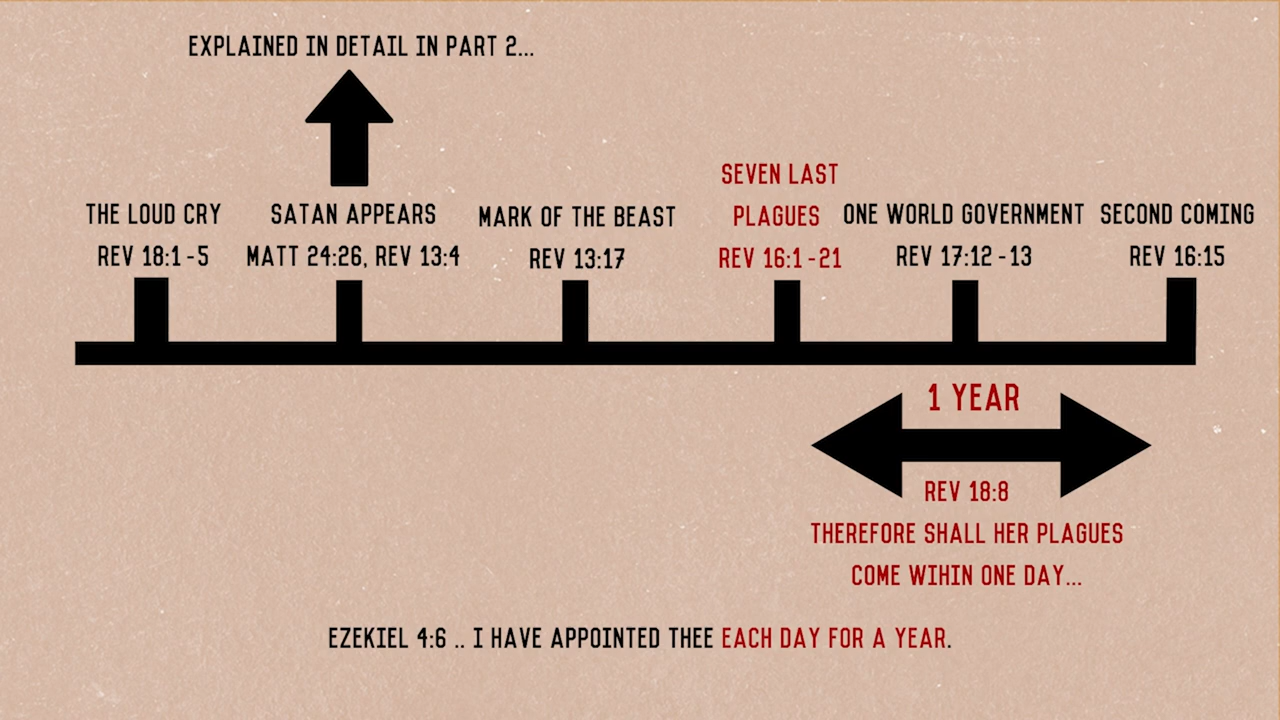 EXPLAINED IN DETAIL IN PART 2...
THE LOUD CRY
REV 18:1-5
SATAN APPEARS
MATT 24:26, REV 13:4
MARK OF THE BEAST
REV 13:17
SEVEN LAST
PLAGUES
REV 16:1-21
ONE WORLD GOVERNMENT
REV 17:12-13
SECOND COMING
REV 16:15
1 YEAR
REV 18:8
THEREFORE SHALL HER PLAGUES
COME WIHIN ONE DAY...
EZEKIEL 4:6 .. I HAVE APPOINTED THEE EACH DAY FOR A YEAR.